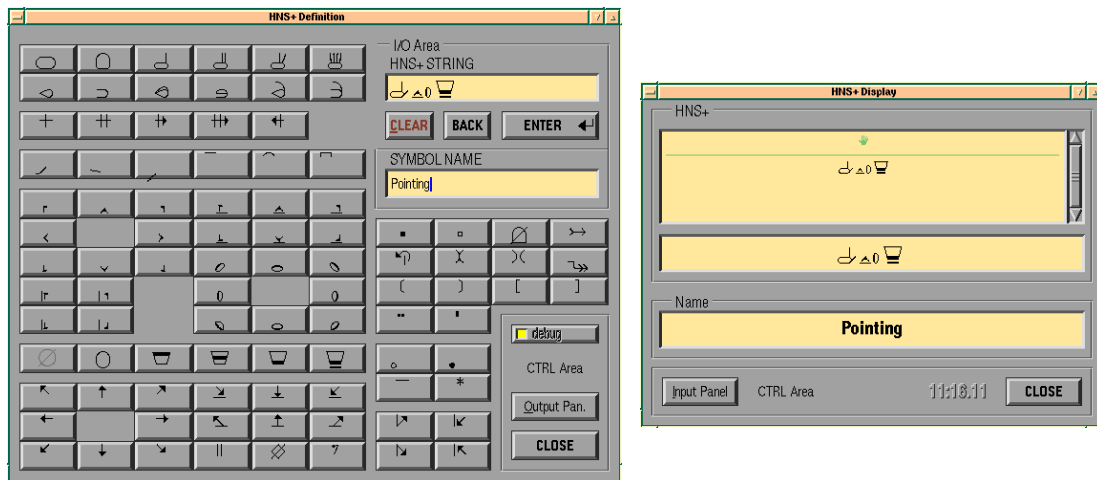 HNS+ Definition
I/O Area
HNS+ STRING
CLEAR
BACK
ENTER
SYMBOL NAME
Pointing
debug
CTRL Area
Output Pan.
CLOSE
HNS+ Display
HNS+
Name
Pointing
Input Panel
CTRL Area
11:16.11
CLOSE